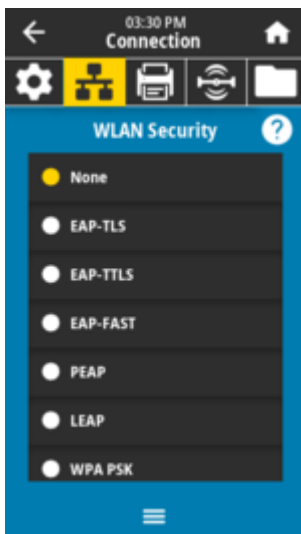 03:30 PM
Connection
WLAN Security
?
None
EAP-TLS
EAP-TTLS
EAP-FAST
PEAP
LEAP
WPA PSK